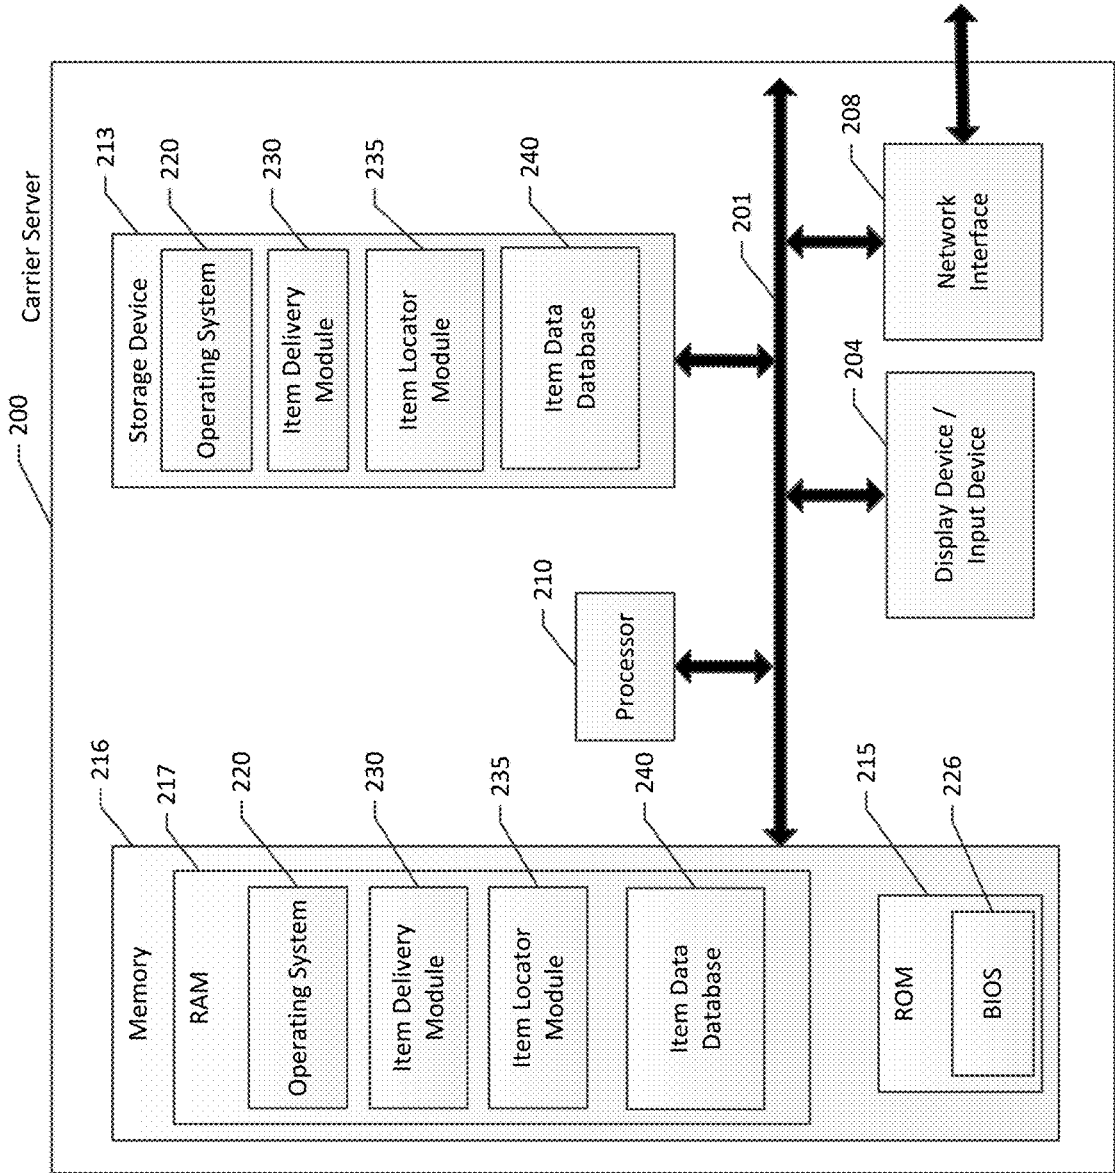 Carrier Server
200
Memory
216
RAM
217
Operating System
220
Item Delivery
Module
230
Item Locator
Module
235
Item Data
Database
240
ROM
215
BIOS
226
Processor
210
Storage Device
213
Operating System
220
Item Delivery
Module
230
Item Locator
Module
235
Item Data
Database
240
201
Display Device /
Input Device
204
Network
Interface
208